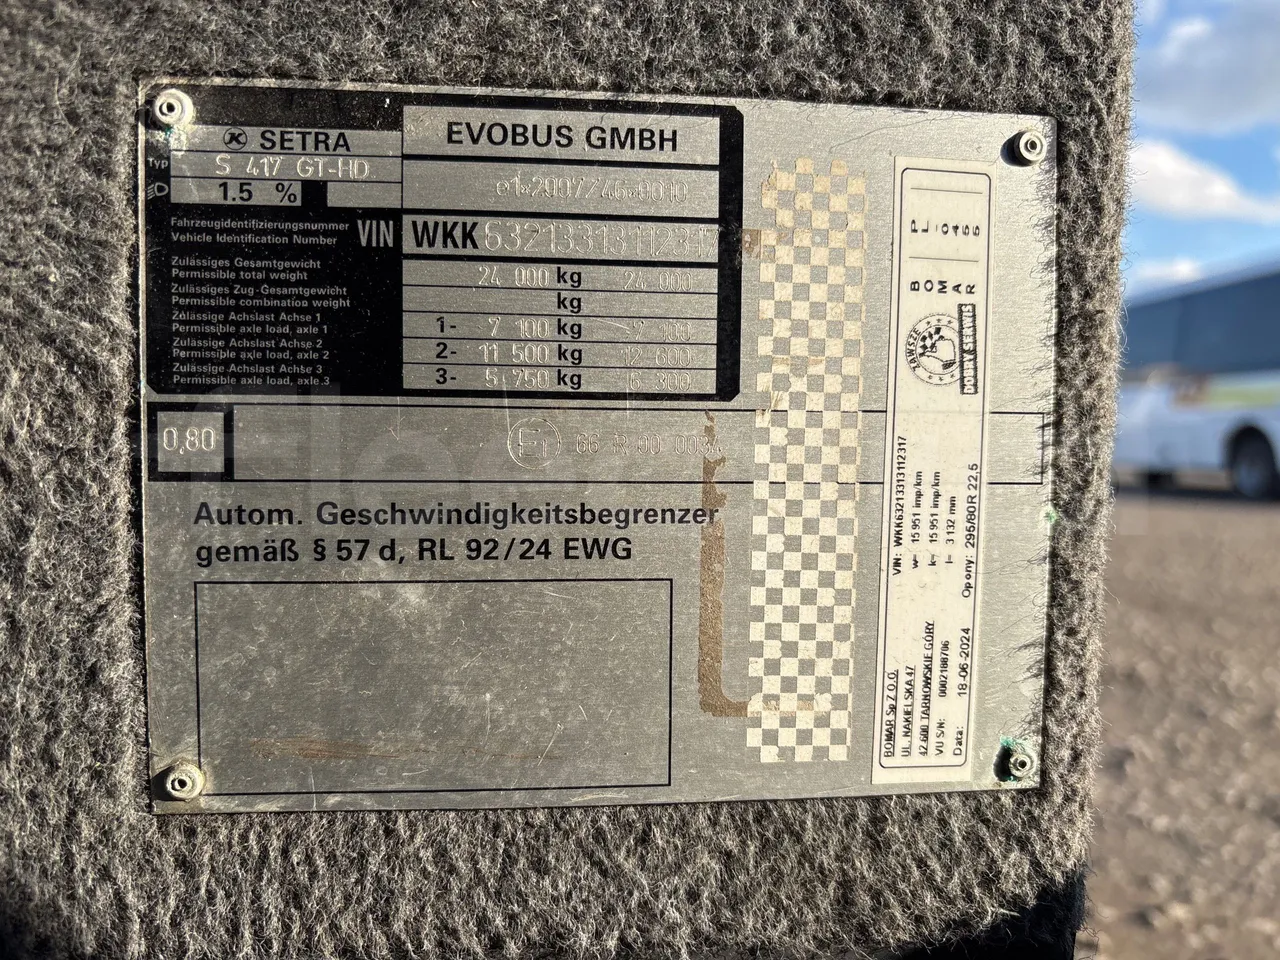 SETRA
EVOBUS GMBH
Typ S 417 GT-HD
1.5 %
e1*2007/46*0010
Fahrzeugidentifizierungsnummer
Vehicle Identification Number
VIN WKK63213313112317
Zulässiges Gesamtgewicht
Permissible total weight
24 000 kg 24 000
Zulässiges Zug-Gesamtgewicht
Permissible combination weight
kg
Zulässige Achslast Achse 1
Permissible axle load, axle 1
1- 7 100 kg 7 100
Zulässige Achslast Achse 2
Permissible axle load, axle 2
2- 11 500 kg 12 600
Zulässige Achslast Achse 3
Permissible axle load, axle.3
3- 5 750 kg 6 300
0,80
E1 66 R 00 0034
Autom. Geschwindigkeitsbegrenzer
gemäß § 57 d, RL 92/24 EWG
BOMAR Sp Z O.O.
UL. NAKIELSKA 47
42-600 TARNOWSKIE GÓRY
VU S/N: 0002188706
Data: 18-06-2024
VIN: WKK63213313112317
w= 15 951 imp/km
k= 15 951 imp/km
l= 3 132 mm
Opony: 295/80R 22,5
ZAWSZE
DOBRY SERWIS
BOMAR
PL